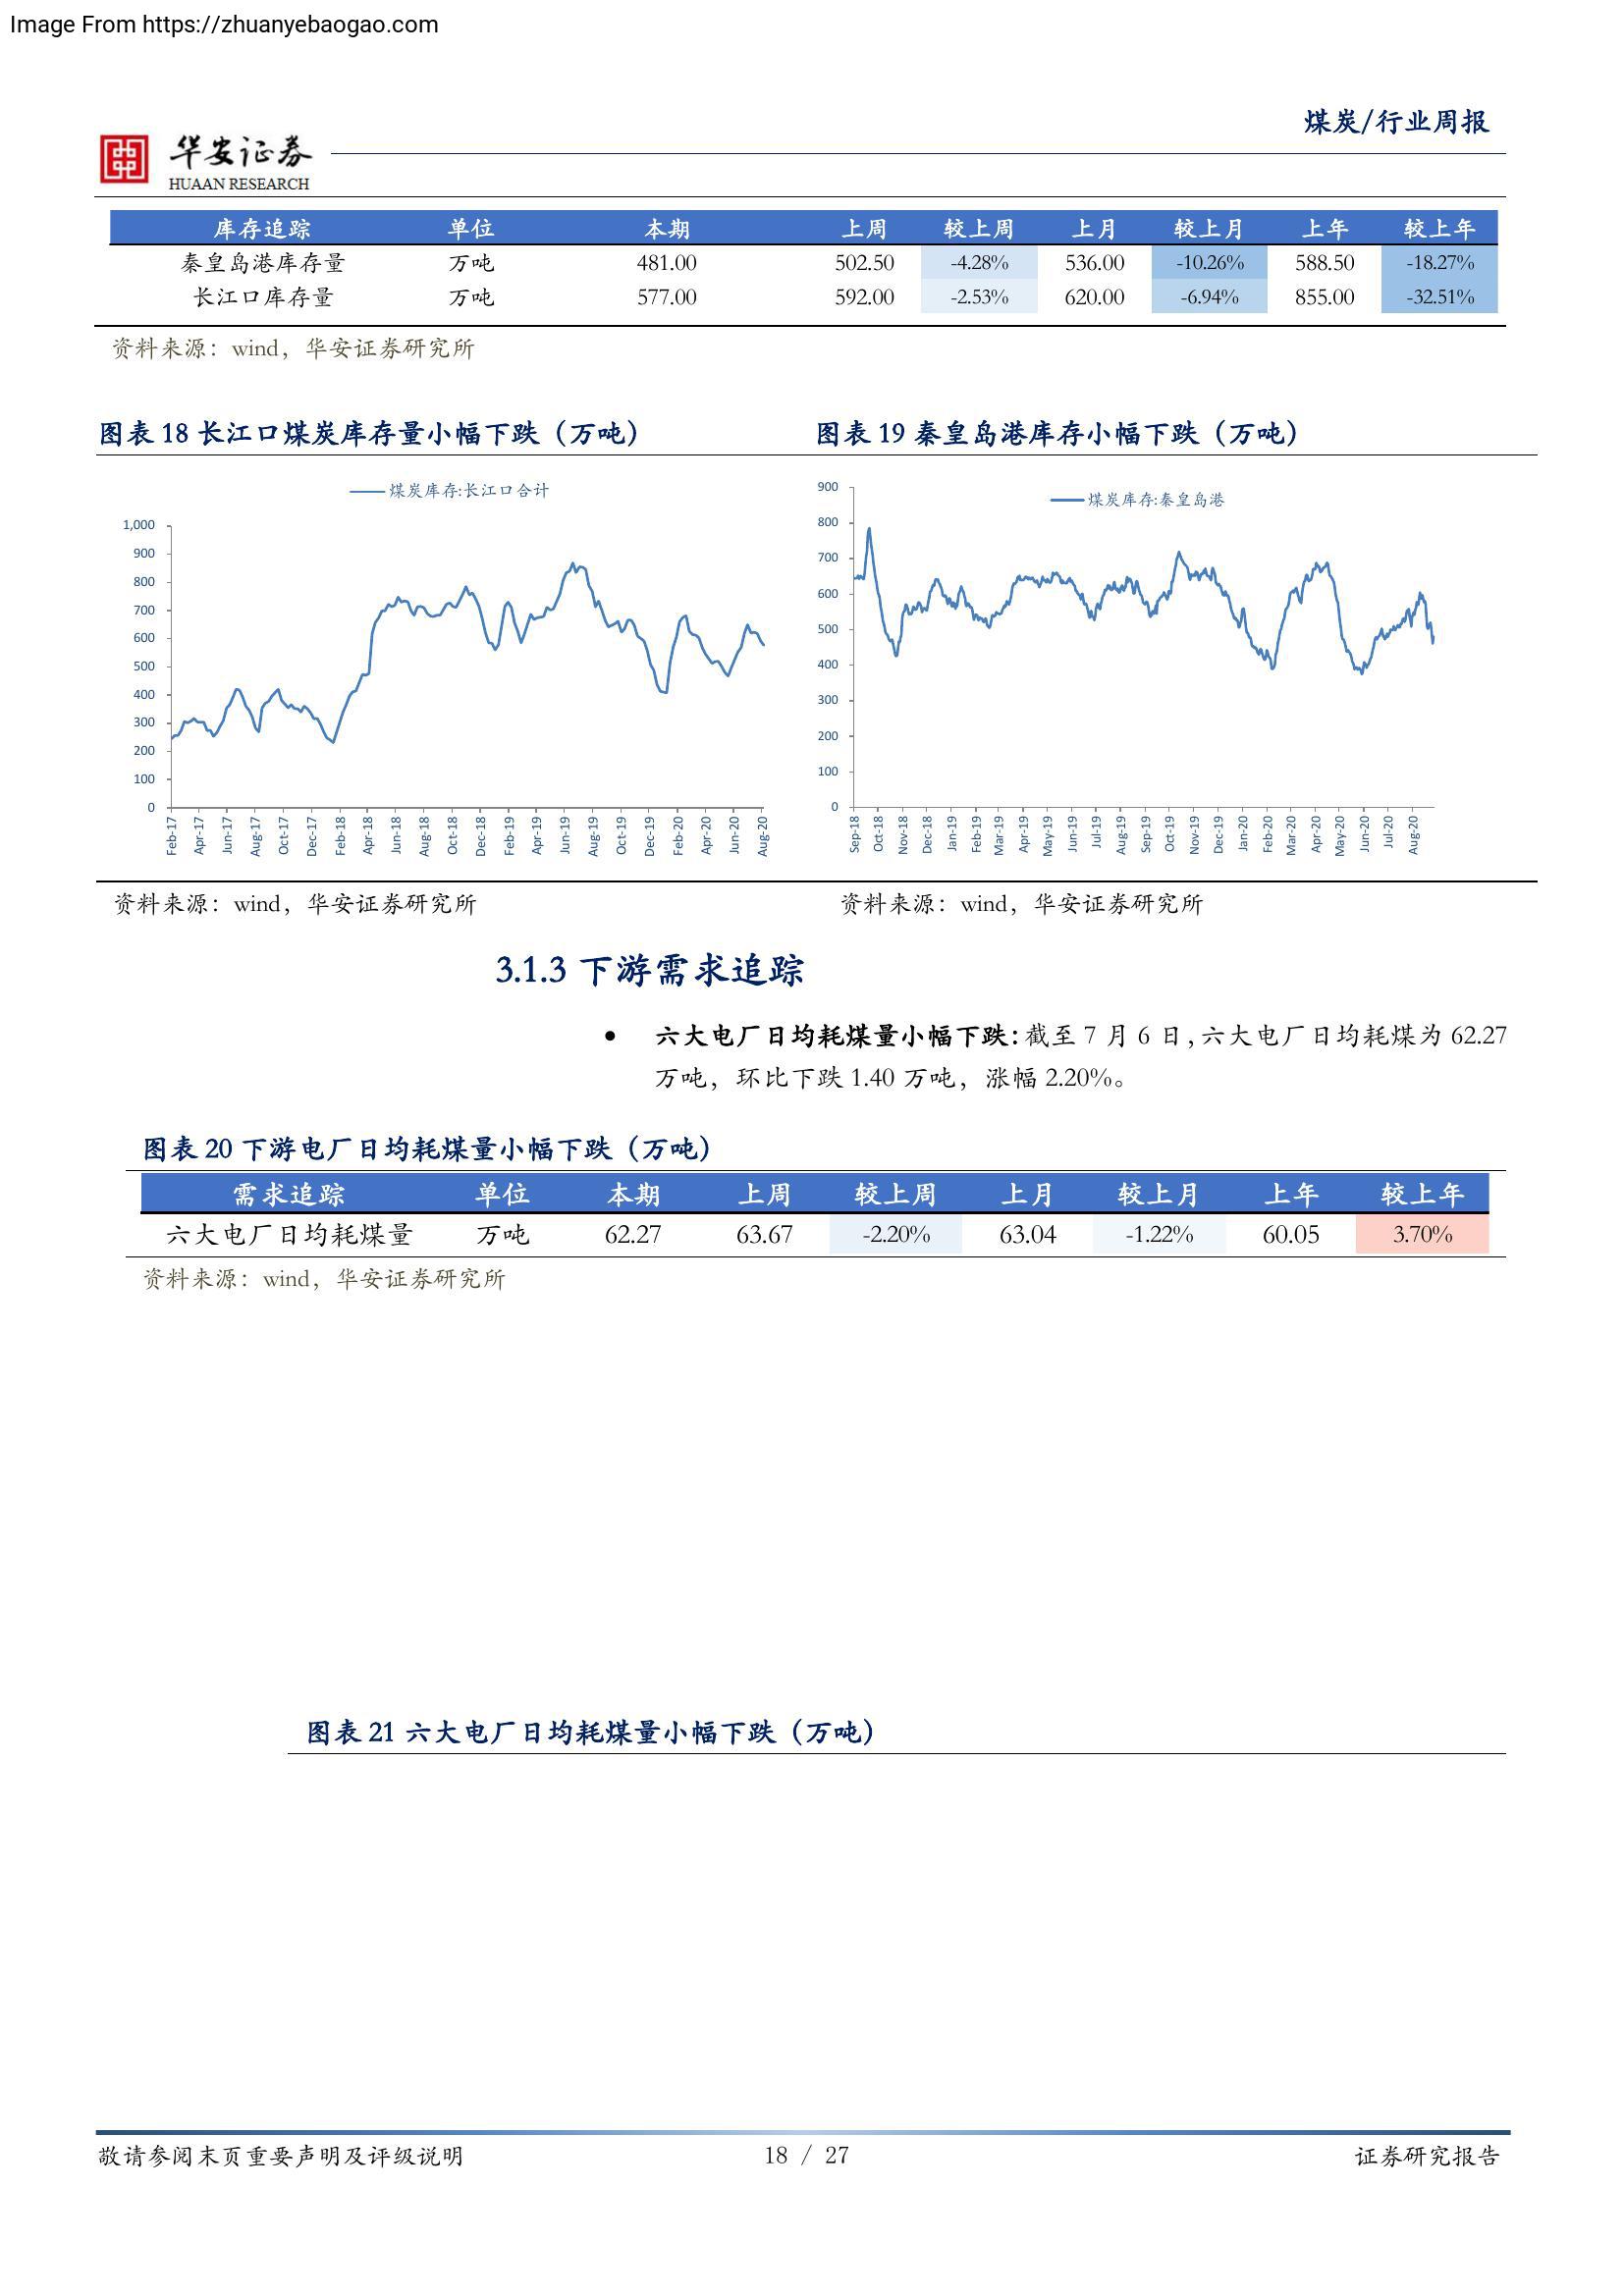 Image From https://zhuanyebaogao.com
煤炭/行业周报
华安证券
HUAAN RESEARCH
库存追踪 单位 本期 上周 较上周 上月 较上月 上年 较上年
秦皇岛港库存量 万吨 481.00 502.50 -4.28% 536.00 -10.26% 588.50 -18.27%
长江口库存量 万吨 577.00 592.00 -2.53% 620.00 -6.94% 855.00 -32.51%
资料来源：wind，华安证券研究所
图表 18 长江口煤炭库存量小幅下跌（万吨）
煤炭库存:长江口合计
1,000
900
800
700
600
500
400
300
200
100
0
Feb-17 Apr-17 Jun-17 Aug-17 Oct-17 Dec-17 Feb-18 Apr-18 Jun-18 Aug-18 Oct-18 Dec-18 Feb-19 Apr-19 Jun-19 Aug-19 Oct-19 Dec-19 Feb-20 Apr-20 Jun-20 Aug-20
资料来源：wind，华安证券研究所
图表 19 秦皇岛港库存小幅下跌（万吨）
煤炭库存:秦皇岛港
900
800
700
600
500
400
300
200
100
0
Sep-18 Oct-18 Nov-18 Dec-18 Jan-19 Feb-19 Mar-19 Apr-19 May-19 Jun-19 Jul-19 Aug-19 Sep-19 Oct-19 Nov-19 Dec-19 Jan-20 Feb-20 Mar-20 Apr-20 May-20 Jun-20 Jul-20 Aug-20
资料来源：wind，华安证券研究所
3.1.3 下游需求追踪
● 六大电厂日均耗煤量小幅下跌：截至 7 月 6 日，六大电厂日均耗煤为 62.27
万吨，环比下跌 1.40 万吨，涨幅 2.20%。
图表 20 下游电厂日均耗煤量小幅下跌（万吨）
需求追踪 单位 本期 上周 较上周 上月 较上月 上年 较上年
六大电厂日均耗煤量 万吨 62.27 63.67 -2.20% 63.04 -1.22% 60.05 3.70%
资料来源：wind，华安证券研究所
图表 21 六大电厂日均耗煤量小幅下跌（万吨）
敬请参阅末页重要声明及评级说明 18 / 27 证券研究报告